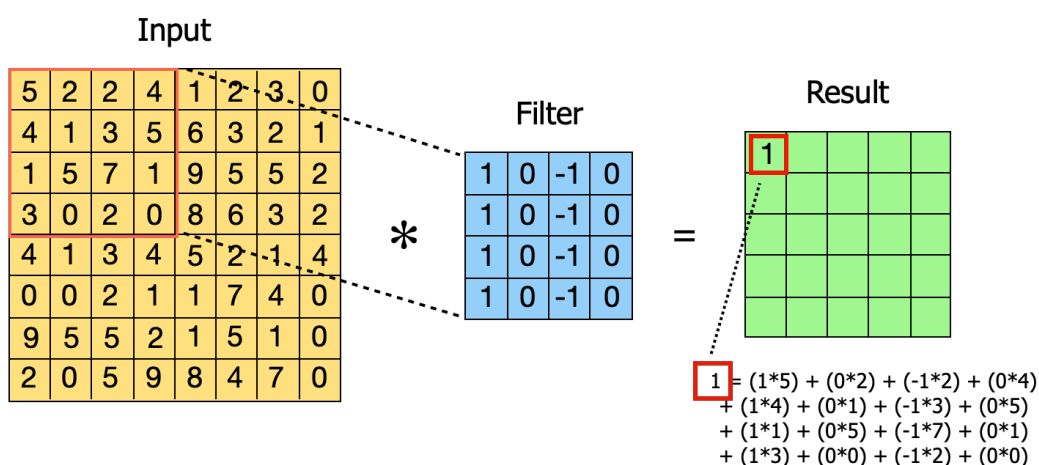 Input
5 2 2 4 1 2 3 0
4 1 3 5 6 3 2 1
1 5 7 1 9 5 5 2
3 0 2 0 8 6 3 2
4 1 3 4 5 2 1 4
0 0 2 1 1 7 4 0
9 5 5 2 1 5 1 0
2 0 5 9 8 4 7 0
*
Filter
1 0 -1 0
1 0 -1 0
1 0 -1 0
1 0 -1 0
=
Result
1
1 = (1*5) + (0*2) + (-1*2) + (0*4)
+ (1*4) + (0*1) + (-1*3) + (0*5)
+ (1*1) + (0*5) + (-1*7) + (0*1)
+ (1*3) + (0*0) + (-1*2) + (0*0)